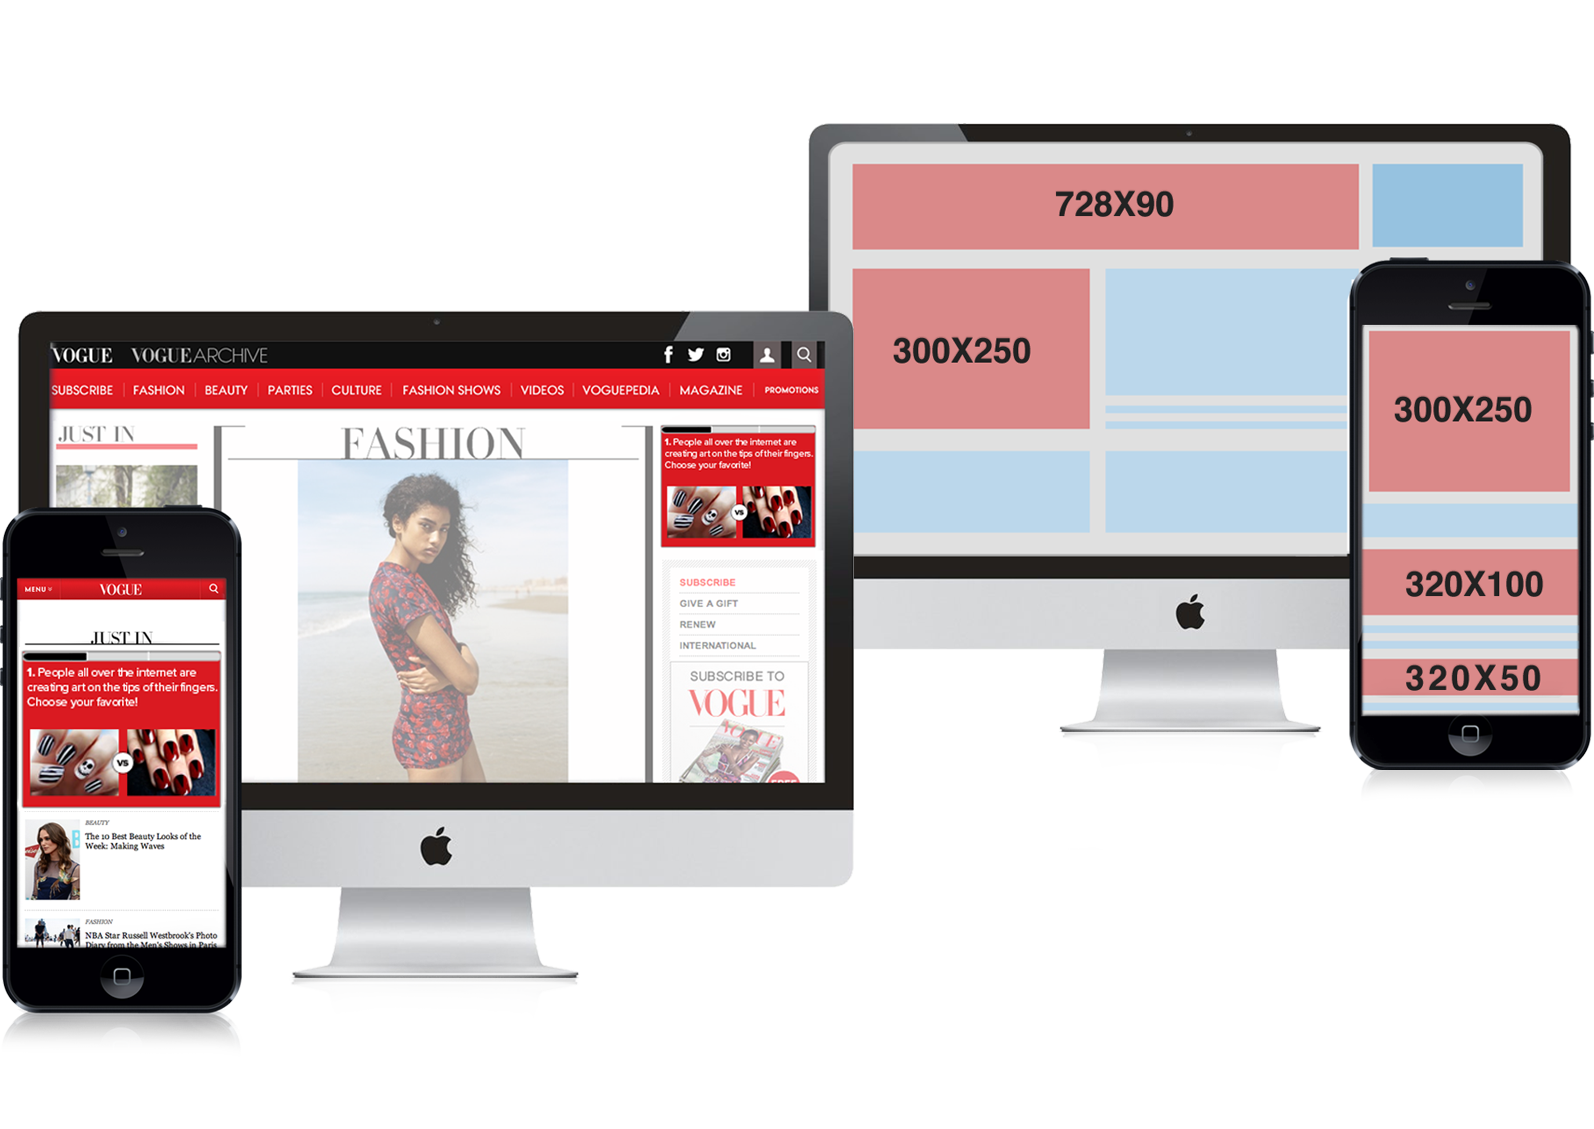 728X90
300X250
300X250
320X100
320X50
VOGUE VOGUE ARCHIVE
SUBSCRIBE FASHION BEAUTY PARTIES CULTURE FASHION SHOWS VIDEOS VOGUEPEDIA MAGAZINE PROMOTIONS
JUST IN
FASHION
1. People all over the internet are
creating art on the tips of their fingers.
Choose your favorite!
VS
SUBSCRIBE
GIVE A GIFT
RENEW
INTERNATIONAL
SUBSCRIBE TO
VOGUE
VOGUE
FREE
MENU VOGUE
JUST IN
1. People all over the internet are
creating art on the tips of their fingers.
Choose your favorite!
VS
BEAUTY
The 10 Best Beauty Looks of the
Week: Making Waves
FASHION
NBA Star Russell Westbrook's Photo
Diary from the Men's Shows in Paris